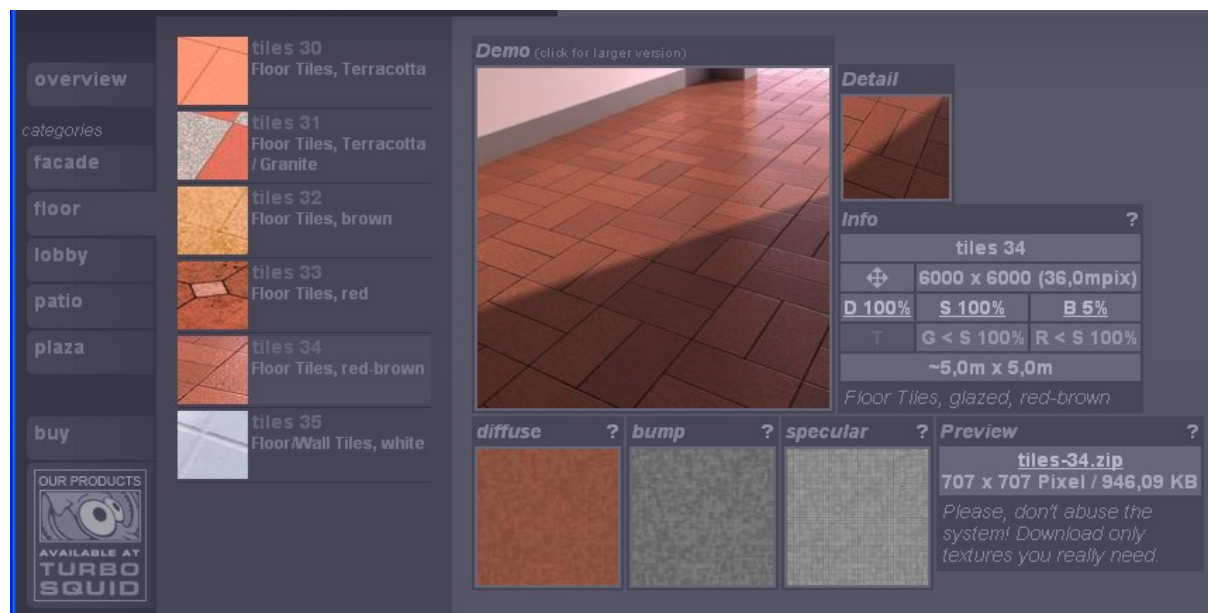 overview
categories
facade
floor
lobby
patio
plaza
buy
OUR PRODUCTS
AVAILABLE AT
TURBO
SQUID
tiles 30
Floor Tiles, Terracotta
tiles 31
Floor Tiles, Terracotta
/ Granite
tiles 32
Floor Tiles, brown
tiles 33
Floor Tiles, red
tiles 34
Floor Tiles, red-brown
tiles 35
Floor/Wall Tiles, white
Demo (click for larger version)
Detail
Info ?
tiles 34
6000 x 6000 (36,0mpix)
D 100% S 100% B 5%
T G < S 100% R < S 100%
~5,0m x 5,0m
Floor Tiles, glazed, red-brown
diffuse ? bump ? specular ? Preview ?
tiles-34.zip
707 x 707 Pixel / 946,09 KB
Please, don't abuse the
system! Download only
textures you really need.